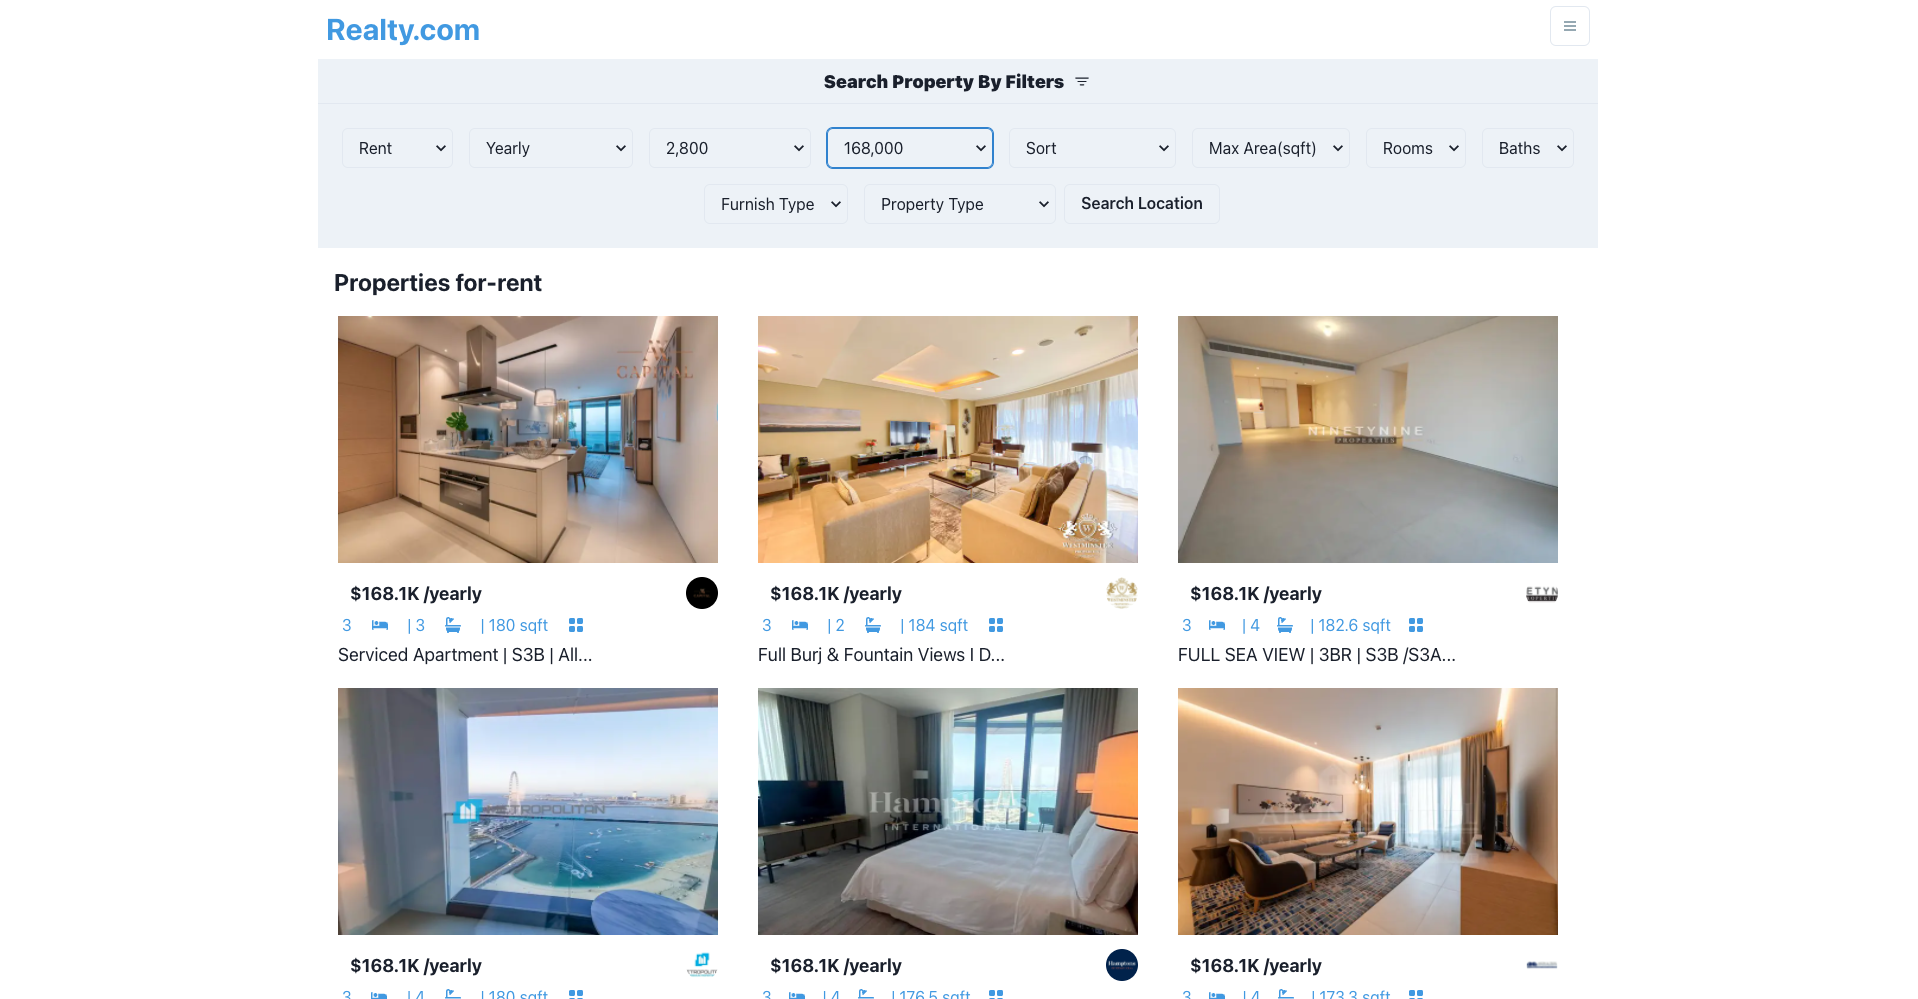 Realty.com
Search Property By Filters
Rent
Yearly
2,800
168,000
Sort
Max Area(sqft)
Rooms
Baths
Furnish Type
Property Type
Search Location
Properties for-rent
CAPITAL
WESTMINSTER
NINETYNINE
PROPERTIES
$168.1K /yearly
$168.1K /yearly
ETYN
$168.1K /yearly
3 | 3 | 180 sqft
3 | 2 | 184 sqft
3 | 4 | 182.6 sqft
Serviced Apartment | S3B | All...
Full Burj & Fountain Views I D...
FULL SEA VIEW | 3BR | S3B /S3A...
METROPOLITAN
Hamptons
INTERNATIONAL
$168.1K /yearly
$168.1K /yearly
Hamptons
$168.1K /yearly
3 | 4 | 180 sqft
3 | 4 | 176.5 sqft
3 | 4 | 173.3 sqft